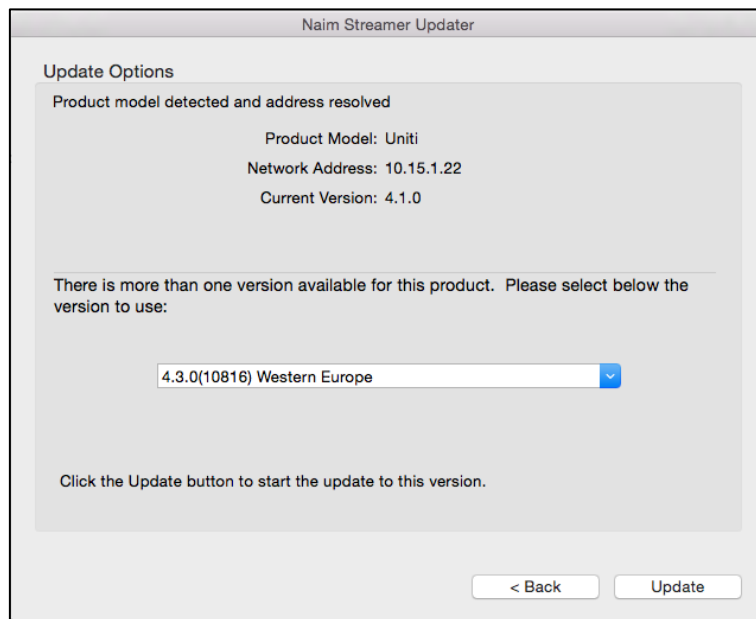 Naim Streamer Updater
Update Options
Product model detected and address resolved
Product Model: Uniti
Network Address: 10.15.1.22
Current Version: 4.1.0
There is more than one version available for this product.  Please select below the
version to use:
4.3.0(10816) Western Europe
Click the Update button to start the update to this version.
< Back
Update